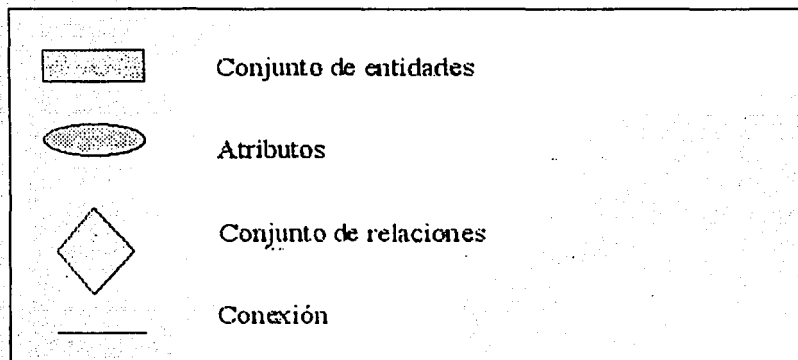 Conjunto de entidades
Atributos
Conjunto de relaciones
Conexión